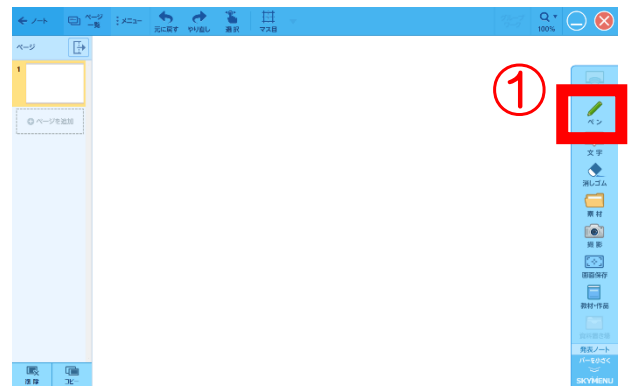 ノート
ページ
一覧
メニュー
元に戻す
やり直し
選択
マス目
100%
ページ
1
ページを追加
①
ペン
文字
消しゴム
素材
撮影
画面保存
教材・作品
発表ノート
バーをかざく
SKYMENU
削除
コピー